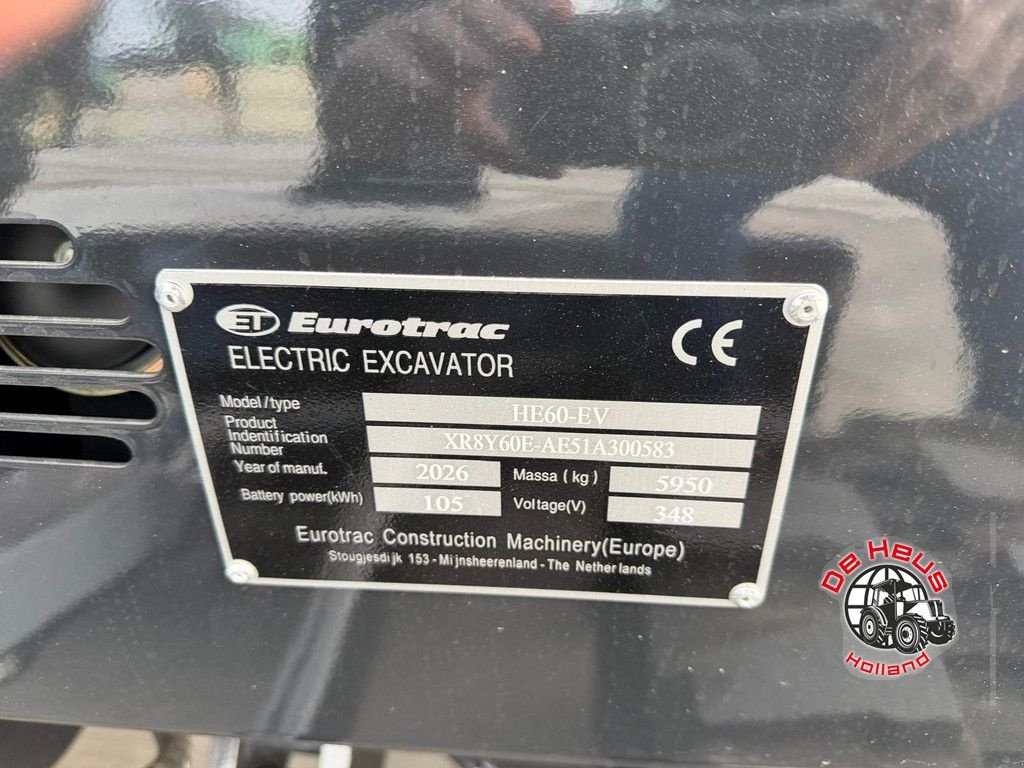 ET Eurotrac CE
ELECTRIC EXCAVATOR
Model/type HE60-EV
Product
Indentification
Number XR8Y60E-AE51A300583
Year of manuf. 2026 Massa (kg) 5950
Battery power(kWh) 105 Voltage(V) 348
Eurotrac Construction Machinery(Europe)
Stougjesdijk 153-Mijnsheerenland-The Netherlands
De Heus
Holland